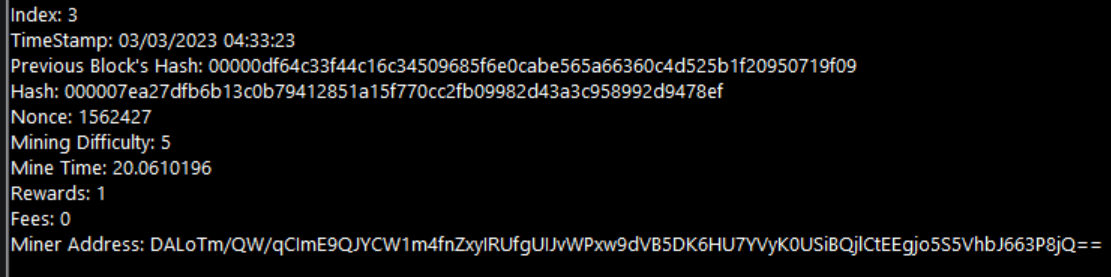 Index: 3
TimeStamp: 03/03/2023 04:33:23
Previous Block's Hash: 00000df64c33f44c16c34509685f6e0cabe565a66360c4d525b1f20950719f09
Hash: 000007ea27dfb6b13c0b79412851a15f770cc2fb09982d43a3c958992d9478ef
Nonce: 1562427
Mining Difficulty: 5
Mine Time: 20.0610196
Rewards: 1
Fees: 0
Miner Address: DALoTm/QW/qCImE9QJYCW1m4fnZxyIRUfgUIJvWPxw9dVB5DK6HU7YVyK0USiBQjlCtEEgjo5S5VhbJ663P8jQ==